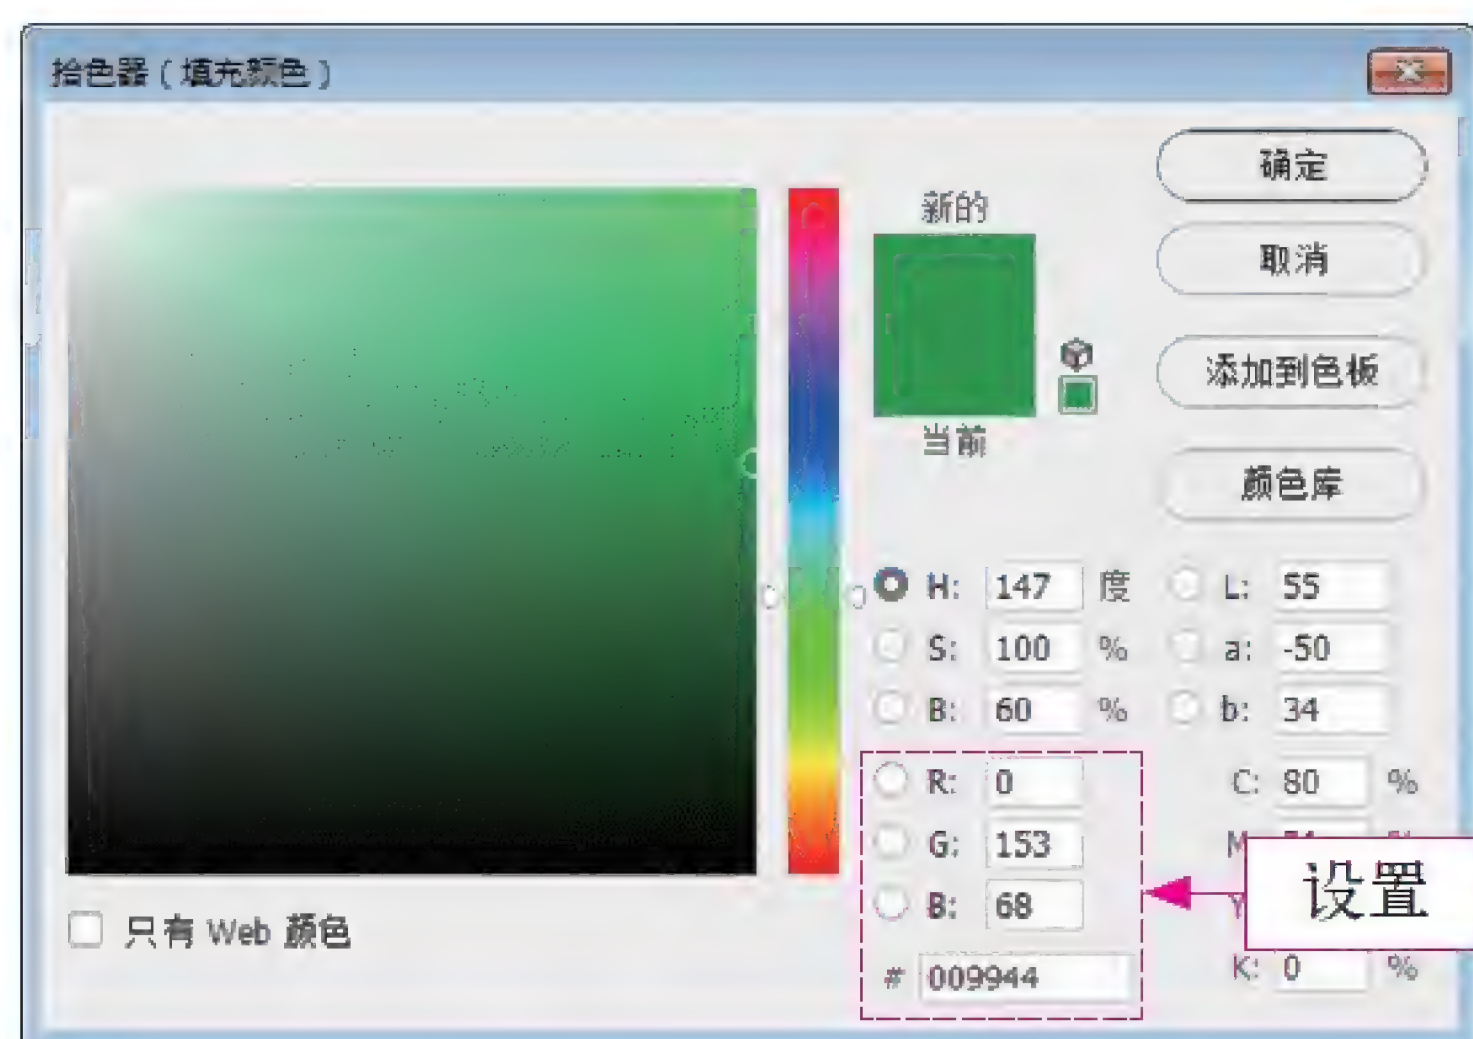 拾色器（填充颜色）
确定
新的
取消
添加到色板
当前
颜色库
H: 147 度 L: 55
S: 100 % a: -50
B: 60 % b: 34
R: 0 C: 80 %
G: 153 M
B: 68 Y
设置
# 009944 K: 0 %
只有 Web 颜色